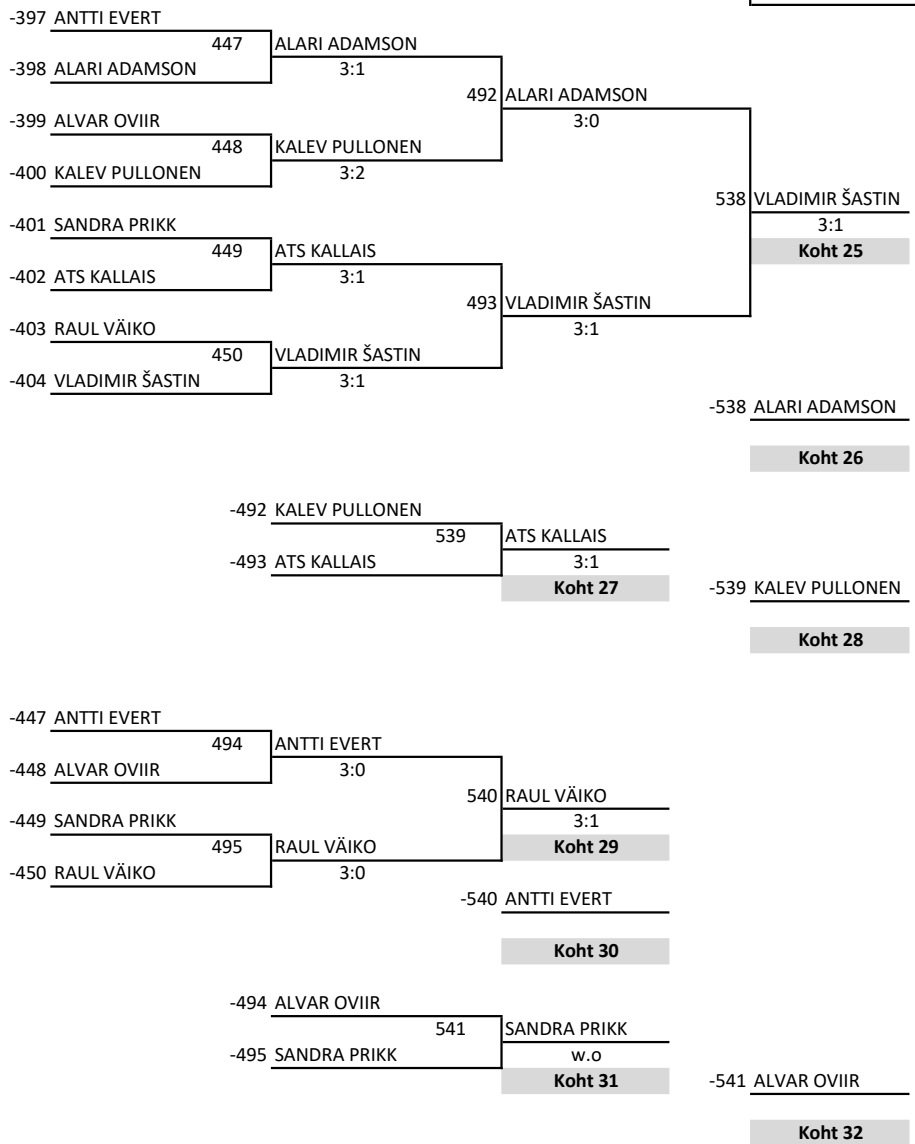 -397 ANTTI EVERT
447 ALARI ADAMSON
-398 ALARI ADAMSON 3:1
492 ALARI ADAMSON
-399 ALVAR OVIIR 3:0
448 KALEV PULLONEN
-400 KALEV PULLONEN 3:2
538 VLADIMIR ŠASTIN
-401 SANDRA PRIKK 3:1
449 ATS KALLAIS Koht 25
-402 ATS KALLAIS 3:1
493 VLADIMIR ŠASTIN
-403 RAUL VÄIKO 3:1
450 VLADIMIR ŠASTIN
-404 VLADIMIR ŠASTIN 3:1
-538 ALARI ADAMSON
Koht 26
-492 KALEV PULLONEN
539 ATS KALLAIS
-493 ATS KALLAIS 3:1
Koht 27 -539 KALEV PULLONEN
Koht 28
-447 ANTTI EVERT
494 ANTTI EVERT
-448 ALVAR OVIIR 3:0
540 RAUL VÄIKO
-449 SANDRA PRIKK 3:1
495 RAUL VÄIKO Koht 29
-450 RAUL VÄIKO 3:0
-540 ANTTI EVERT
Koht 30
-494 ALVAR OVIIR
541 SANDRA PRIKK
-495 SANDRA PRIKK w.o
Koht 31 -541 ALVAR OVIIR
Koht 32